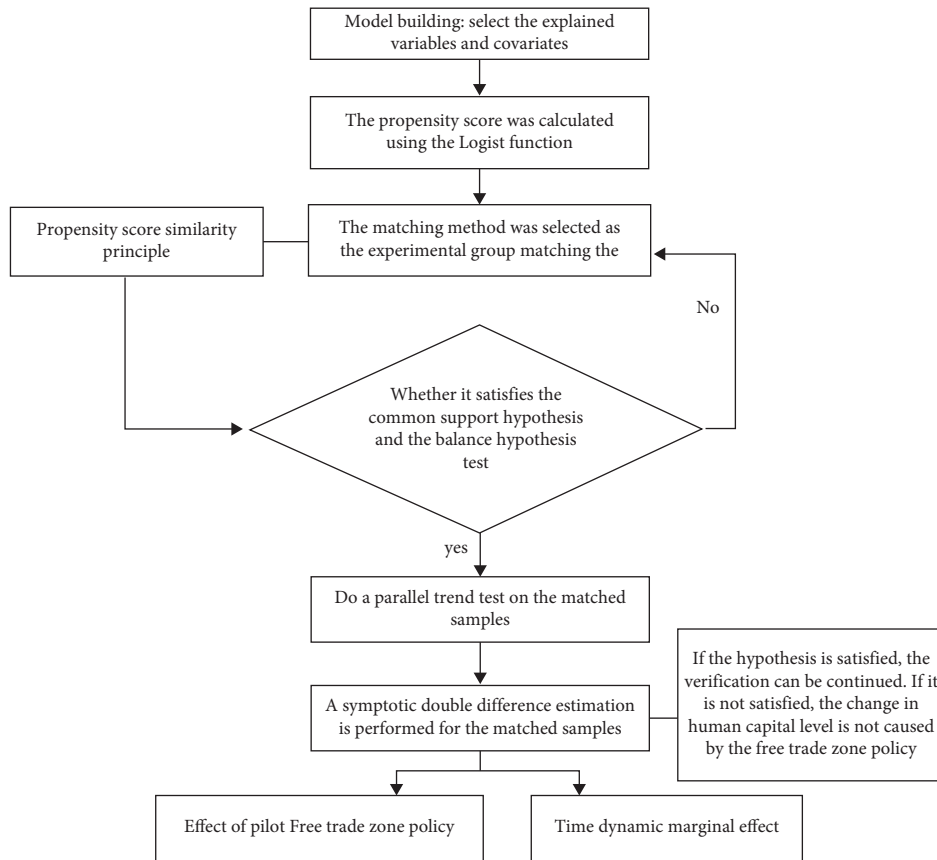 Model building: select the explained
variables and covariates
The propensity score was calculated
using the Logist function
Propensity score similarity
principle
The matching method was selected as
the experimental group matching the
No
Whether it satisfies the
common support hypothesis
and the balance hypothesis
test
yes
Do a parallel trend test on the matched
samples
A symptotic double difference estimation
is performed for the matched samples
If the hypothesis is satisfied, the
verification can be continued. If it
is not satisfied, the change in
human capital level is not caused
by the free trade zone policy
Effect of pilot Free trade zone policy
Time dynamic marginal effect